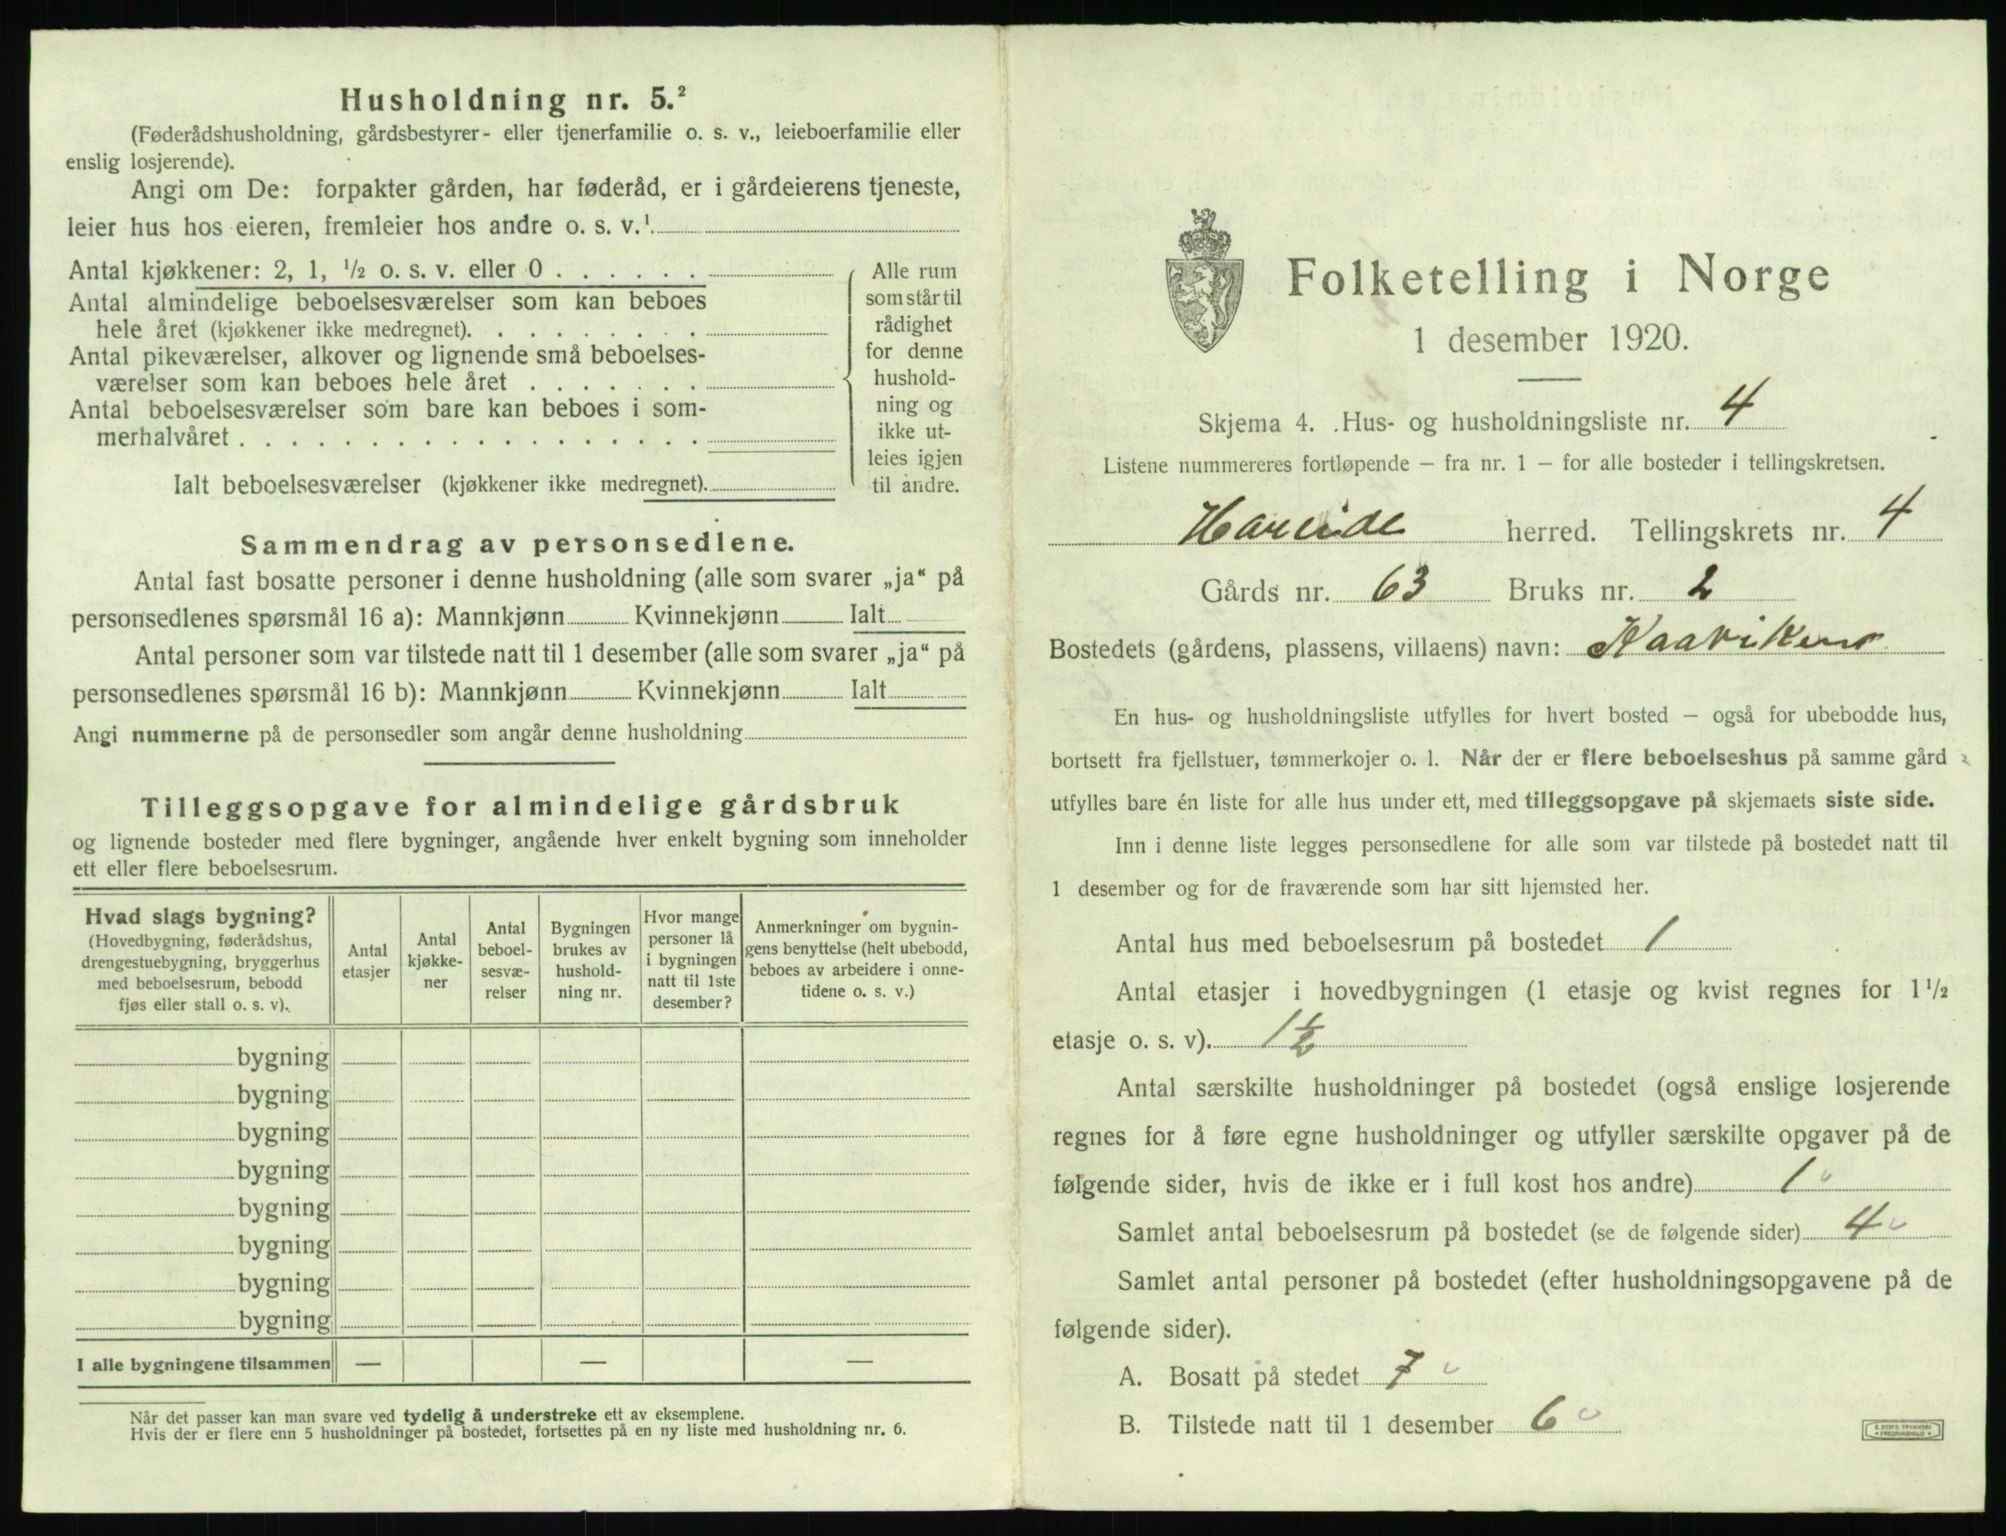 Husholdning nr. 5.²
(Føderådshusholdning, gårdsbestyrer- eller tjenerfamilie o. s. v., leieboerfamilie eller
enslig losjerende).
Angi om De: forpakter gården, har føderåd, er i gårdeierens tjeneste,
leier hus hos eieren, fremleier hos andre o. s. v.¹
Antal kjøkkener: 2, 1, ½ o. s. v. eller 0 . . . . . .
Antal almindelige beboelsesværelser som kan beboes
hele året (kjøkkener ikke medregnet). . . . . . . . .
Antal pikeværelser, alkover og lignende små beboelses-
værelser som kan beboes hele året . . . . . . .
Antal beboelsesværelser som bare kan beboes i som-
merhalvåret . . . . . . . . . . . . . . . . . .
Ialt beboelsesværelser (kjøkkener ikke medregnet).
Alle rum
som står til
rådighet
for denne
hushold-
ning og
ikke ut-
leies igjen
til andre.
Sammendrag av personsedlene.
Antal fast bosatte personer i denne husholdning (alle som svarer „ja“ på
personsedlenes spørsmål 16 a): Mannkjønn Kvinnekjønn Ialt
Antal personer som var tilstede natt til 1 desember (alle som svarer „ja“ på
personsedlenes spørsmål 16 b): Mannkjønn Kvinnekjønn Ialt
Angi nummerne på de personsedler som angår denne husholdning
Tilleggsopgave for almindelige gårdsbruk
og lignende bosteder med flere bygninger, angående hver enkelt bygning som inneholder
ett eller flere beboelsesrum.
Hvad slags bygning?
(Hovedbygning, føderådshus,
drengestuebygning, bryggerhus
med beboelsesrum, bebodd
fjøs eller stall o. s. v).
Antal
etasjer
Antal
kjøkke-
ner
Antal
beboel-
sesvæ-
relser
Bygningen
brukes av
hushold-
ning nr.
Hvor mange
personer lå
i bygningen
natt til 1ste
desember?
Anmerkninger om bygnin-
gens benyttelse (helt ubebodd,
beboes av arbeidere i onne-
tidene o. s. v.)
bygning
bygning
bygning
bygning
bygning
bygning
bygning
bygning
I alle bygningene tilsammen — — —
Når det passer kan man svare ved tydelig å understreke ett av eksemplene.
Hvis der er flere enn 5 husholdninger på bostedet, fortsettes på en ny liste med husholdning nr. 6.
Folketelling i Norge
1 desember 1920.
Skjema 4. Hus- og husholdningsliste nr. 4
Listene nummereres fortløpende – fra nr. 1 – for alle bosteder i tellingskretsen.
Hareide herred. Tellingskrets nr. 4
Gårds nr. 63 Bruks nr. 2
Bostedets (gårdens, plassens, villaens) navn:
En hus- og husholdningsliste utfylles for hvert bosted – også for ubebodde hus,
bortsett fra fjellstuer, tømmerkojer o. l. Når der er flere beboelseshus på samme gård
utfylles bare én liste for alle hus under ett, med tilleggsopgave på skjemaets siste side.
Inn i denne liste legges personsedlene for alle som var tilstede på bostedet natt til
1 desember og for de fraværende som har sitt hjemsted her.
Antal hus med beboelsesrum på bostedet 1
Antal etasjer i hovedbygningen (1 etasje og kvist regnes for 1 ½
etasje o. s. v). 1½
Antal særskilte husholdninger på bostedet (også enslige losjerende
regnes for å føre egne husholdninger og utfyller særskilte opgaver på de
følgende sider, hvis de ikke er i full kost hos andre) 1
Samlet antal beboelsesrum på bostedet (se de følgende sider) 4
Samlet antal personer på bostedet (efter husholdningsopgavene på de
følgende sider).
A. Bosatt på stedet 7
B. Tilstede natt til 1 desember 6